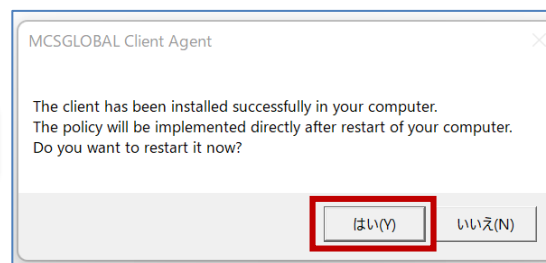 MCSGLOBAL Client Agent
The client has been installed successfully in your computer.
The policy will be implemented directly after restart of your computer.
Do you want to restart it now?
はい(Y)
いいえ(N)